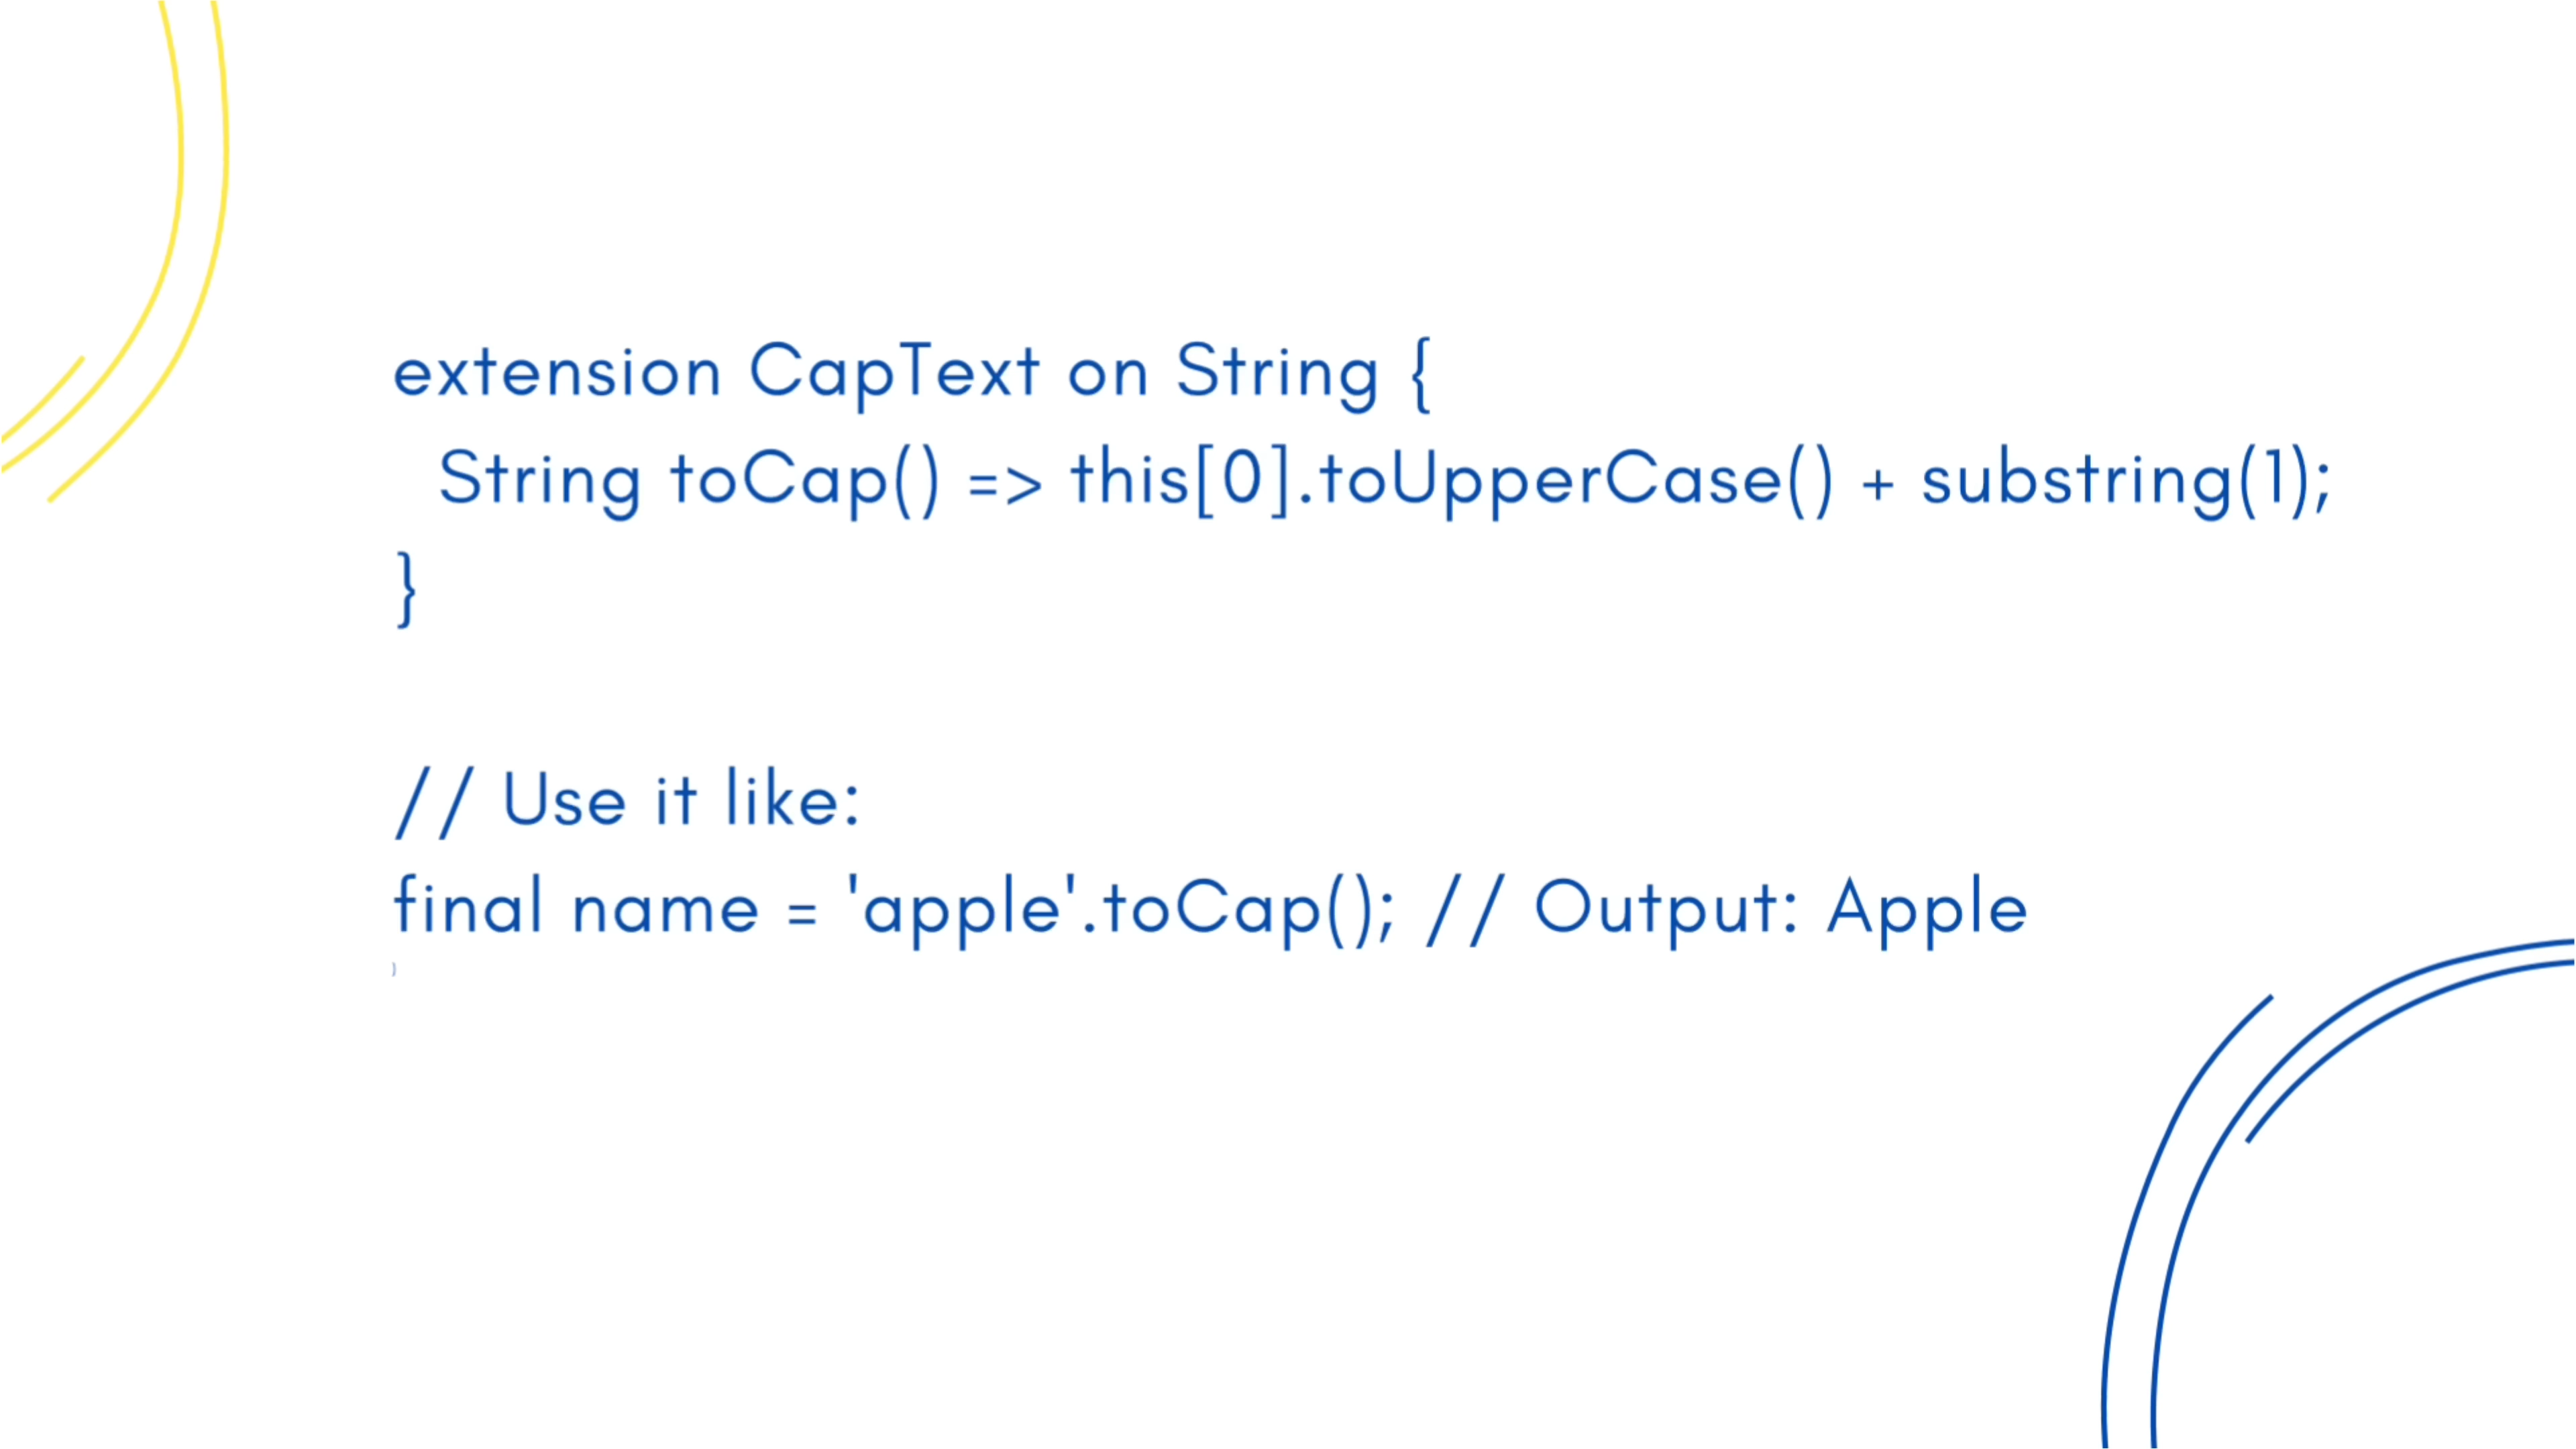 extension CapText on String {
  String toCap() => this[0].toUpperCase() + substring(1);
}
// Use it like:
final name = 'apple'.toCap(); // Output: Apple